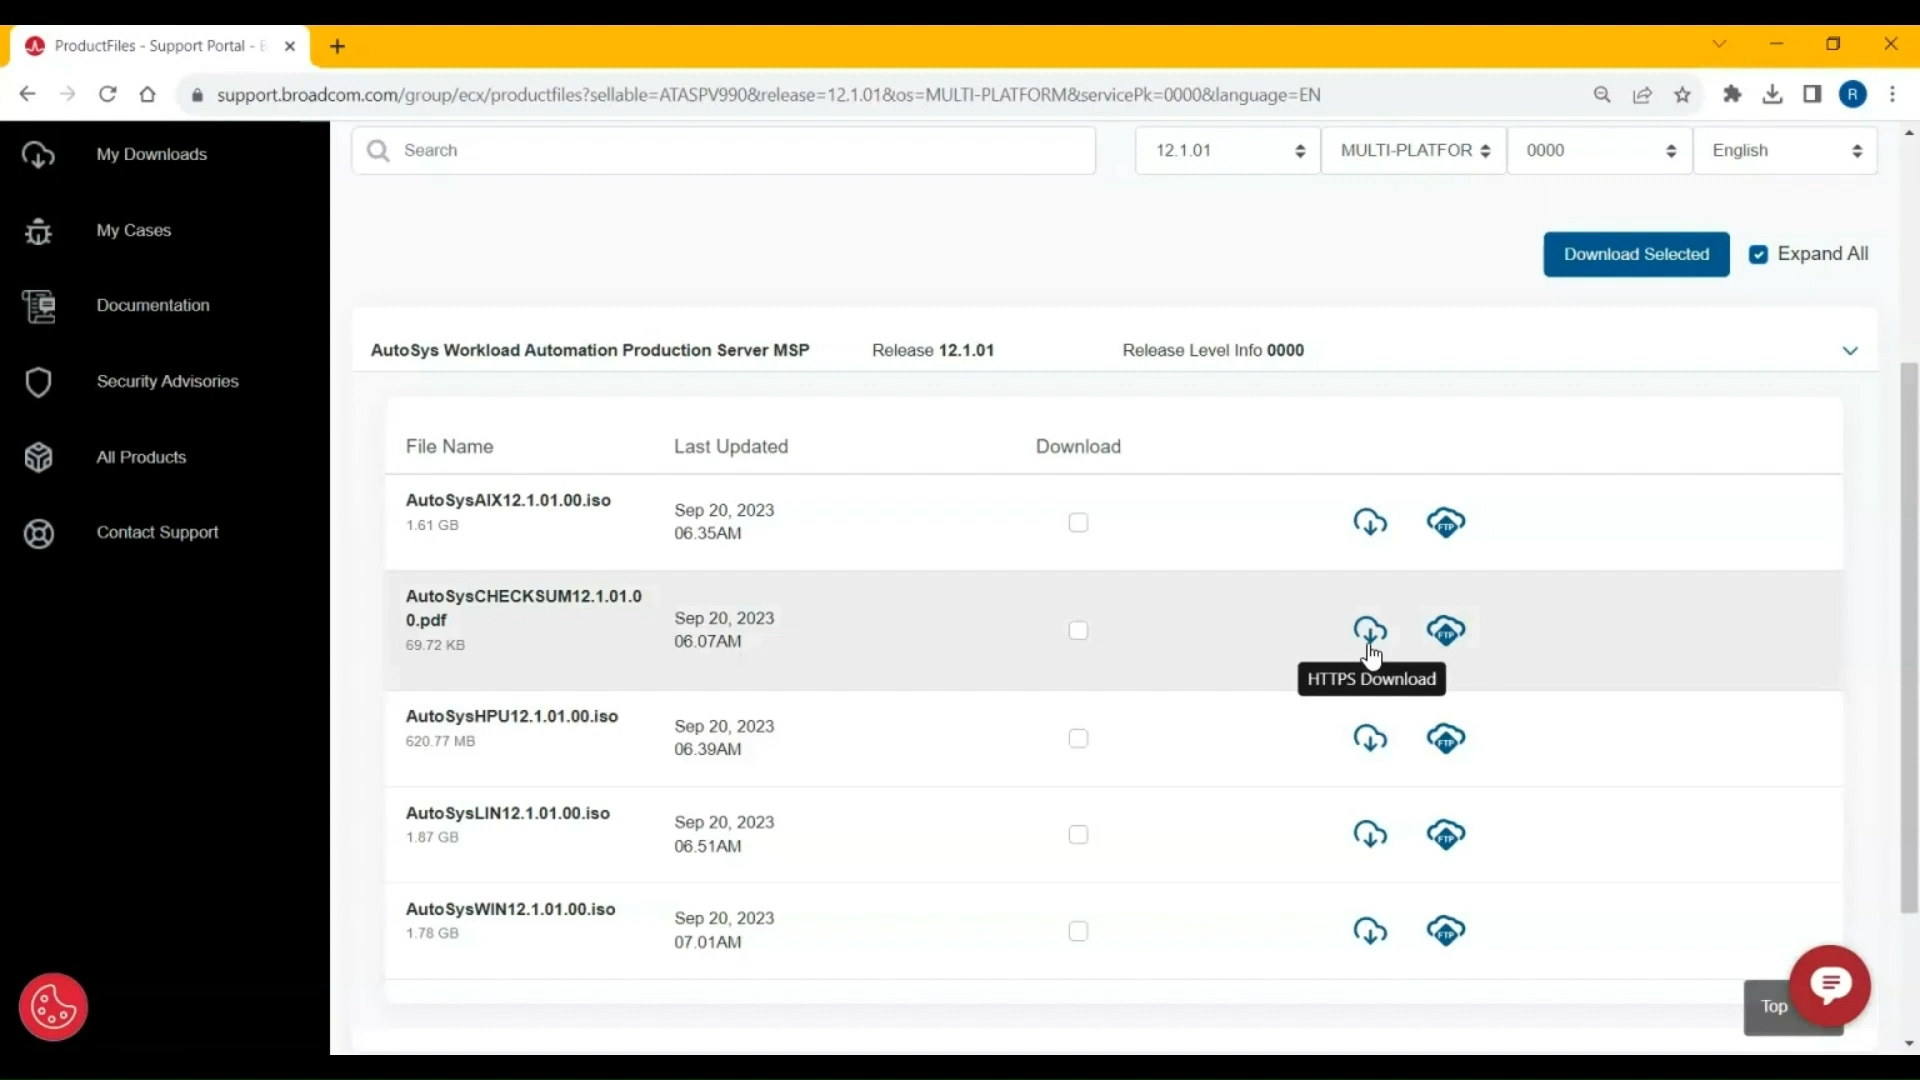 ProductFiles - Support Portal -
support.broadcom.com/group/ecx/productfiles?sellable=ATASPV990&release=12.1.01&os=MULTI-PLATFORM&servicePk=0000&language=EN
R
My Downloads
My Cases
Documentation
Security Advisories
All Products
Contact Support
Search
12.1.01
MULTI-PLATFOR
0000
English
Download Selected
Expand All
AutoSys Workload Automation Production Server MSP
Release 12.1.01
Release Level Info 0000
File Name
Last Updated
Download
AutoSysAIX12.1.01.00.iso
1.61 GB
Sep 20, 2023
06.35AM
FTP
AutoSysCHECKSUM12.1.01.0
0.pdf
69.72 KB
Sep 20, 2023
06.07AM
FTP
HTTPS Download
AutoSysHPU12.1.01.00.iso
620.77 MB
Sep 20, 2023
06.39AM
FTP
AutoSysLIN12.1.01.00.iso
1.87 GB
Sep 20, 2023
06.51AM
FTP
AutoSysWIN12.1.01.00.iso
1.78 GB
Sep 20, 2023
07.01AM
FTP
Top